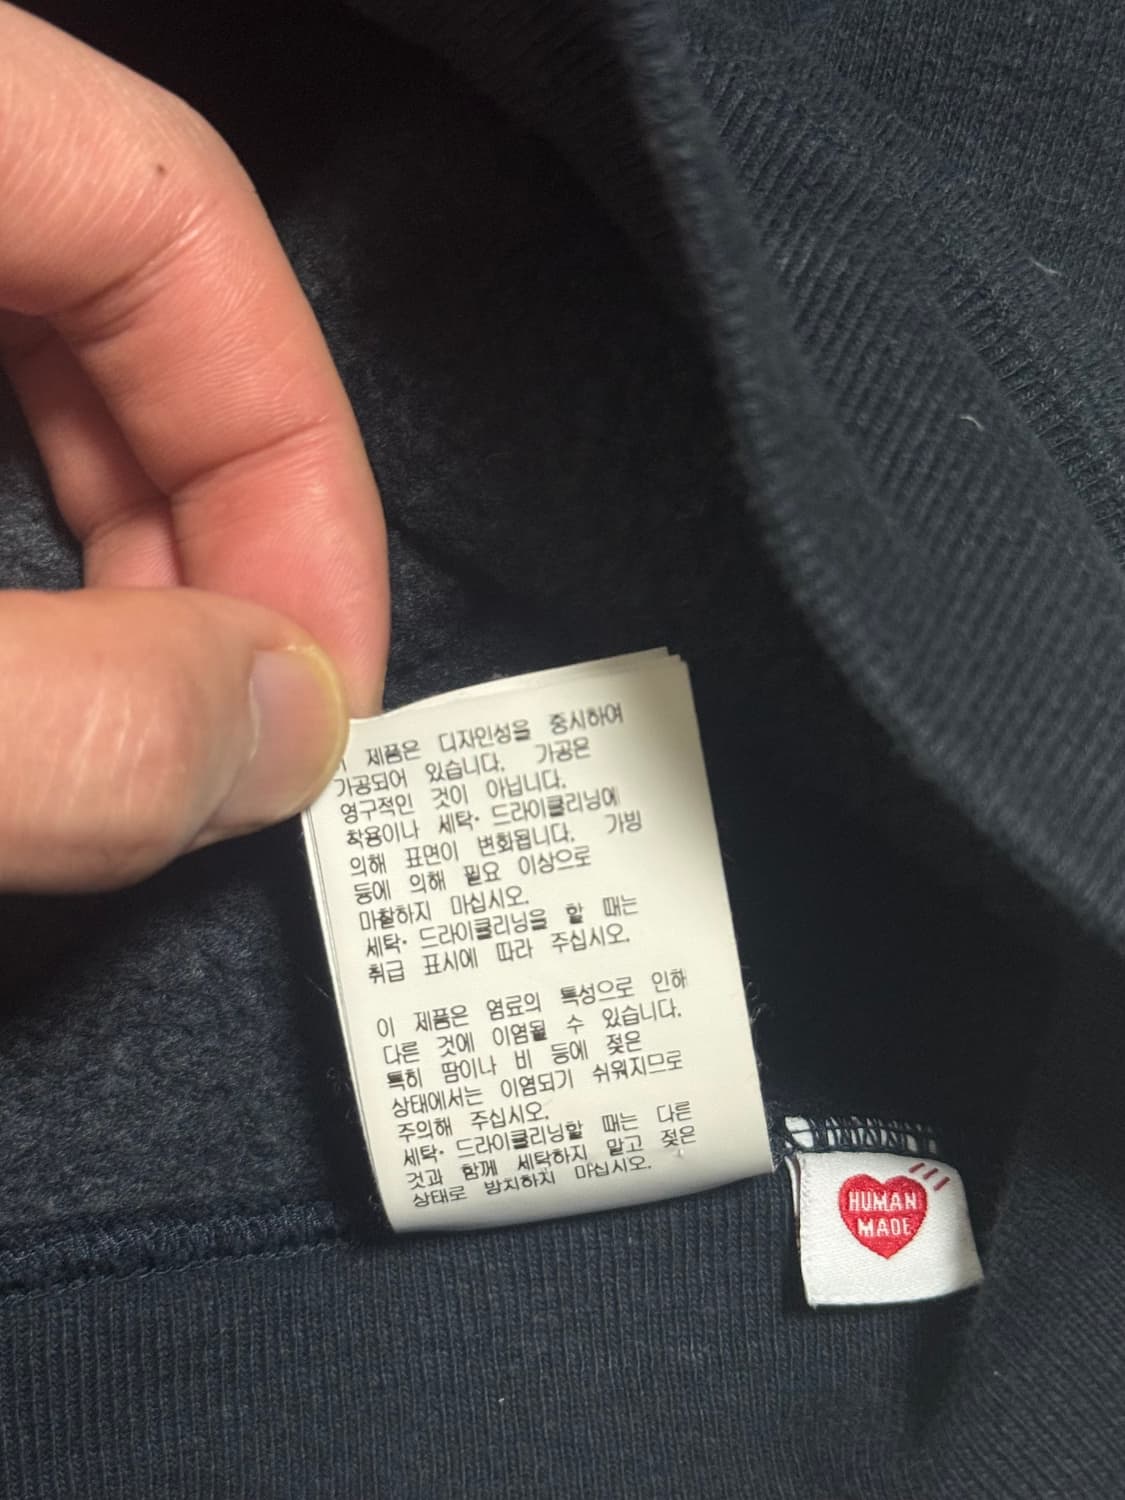 제품은 디자인성을 중시하여
가공되어 있습니다. 가공은
영구적인 것이 아닙니다.
착용이나 세탁· 드라이클리닝에
의해 표면이 변화됩니다. 가방
등에 의해 필요 이상으로
마찰하지 마십시오.
세탁· 드라이클리닝을 할 때는
취급 표시에 따라 주십시오.
이 제품은 염료의 특성으로 인해
다른 것에 이염될 수 있습니다.
특히 땀이나 비 등에 젖은
상태에서는 이염되기 쉬워지므로
주의해 주십시오.
세탁· 드라이클리닝할 때는 다른
것과 함께 세탁하지 말고 젖은
상태로 방치하지 마십시오.
HUMAN
MADE